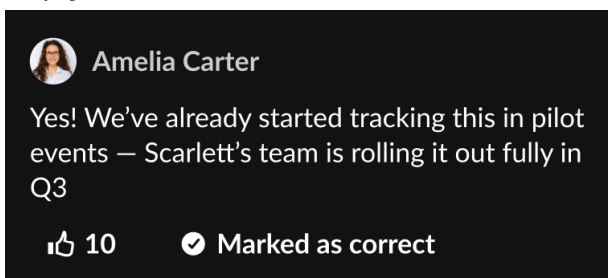 Amelia Carter
Yes! We’ve already started tracking this in pilot
events — Scarlett’s team is rolling it out fully in
Q3
10 Marked as correct